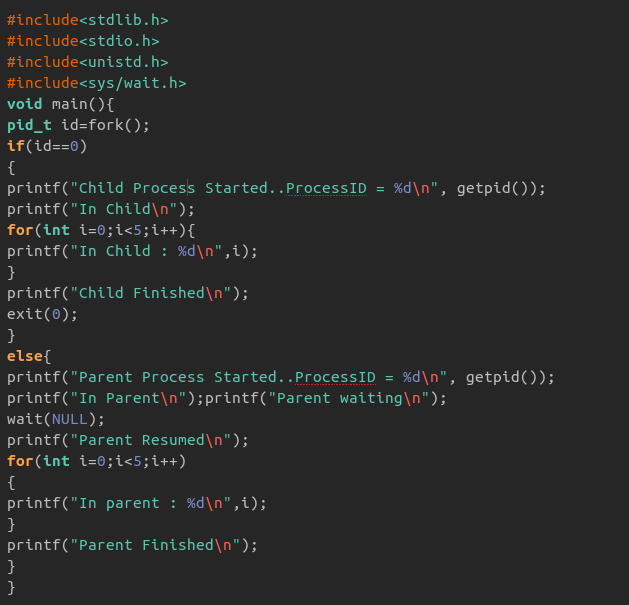 #include<stdlib.h>
#include<stdio.h>
#include<unistd.h>
#include<sys/wait.h>
void main(){
pid_t id=fork();
if(id==0)
{
printf("Child Process Started..ProcessID = %d\n", getpid());
printf("In Child\n");
for(int i=0;i<5;i++){
printf("In Child : %d\n",i);
}
printf("Child Finished\n");
exit(0);
}
else{
printf("Parent Process Started..ProcessID = %d\n", getpid());
printf("In Parent\n");printf("Parent waiting\n");
wait(NULL);
printf("Parent Resumed\n");
for(int i=0;i<5;i++)
{
printf("In parent : %d\n",i);
}
printf("Parent Finished\n");
}
}